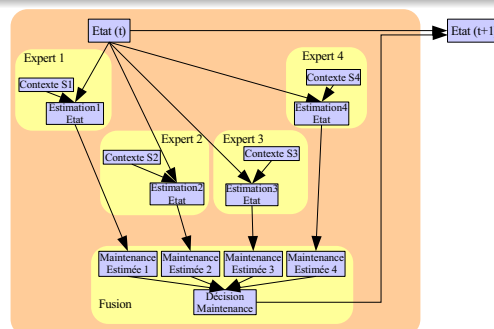 Etat (t)
Etat (t+1
Expert 1
Contexte S1
Estimation1
Etat
Expert 4
Contexte S4
Estimation4
Etat
Expert 2
Contexte S2
Estimation2
Etat
Expert 3
Contexte S3
Estimation3
Etat
Maintenance
Estimée 1
Maintenance
Estimée 2
Maintenance
Estimée 3
Maintenance
Estimée 4
Fusion
Décision
Maintenance